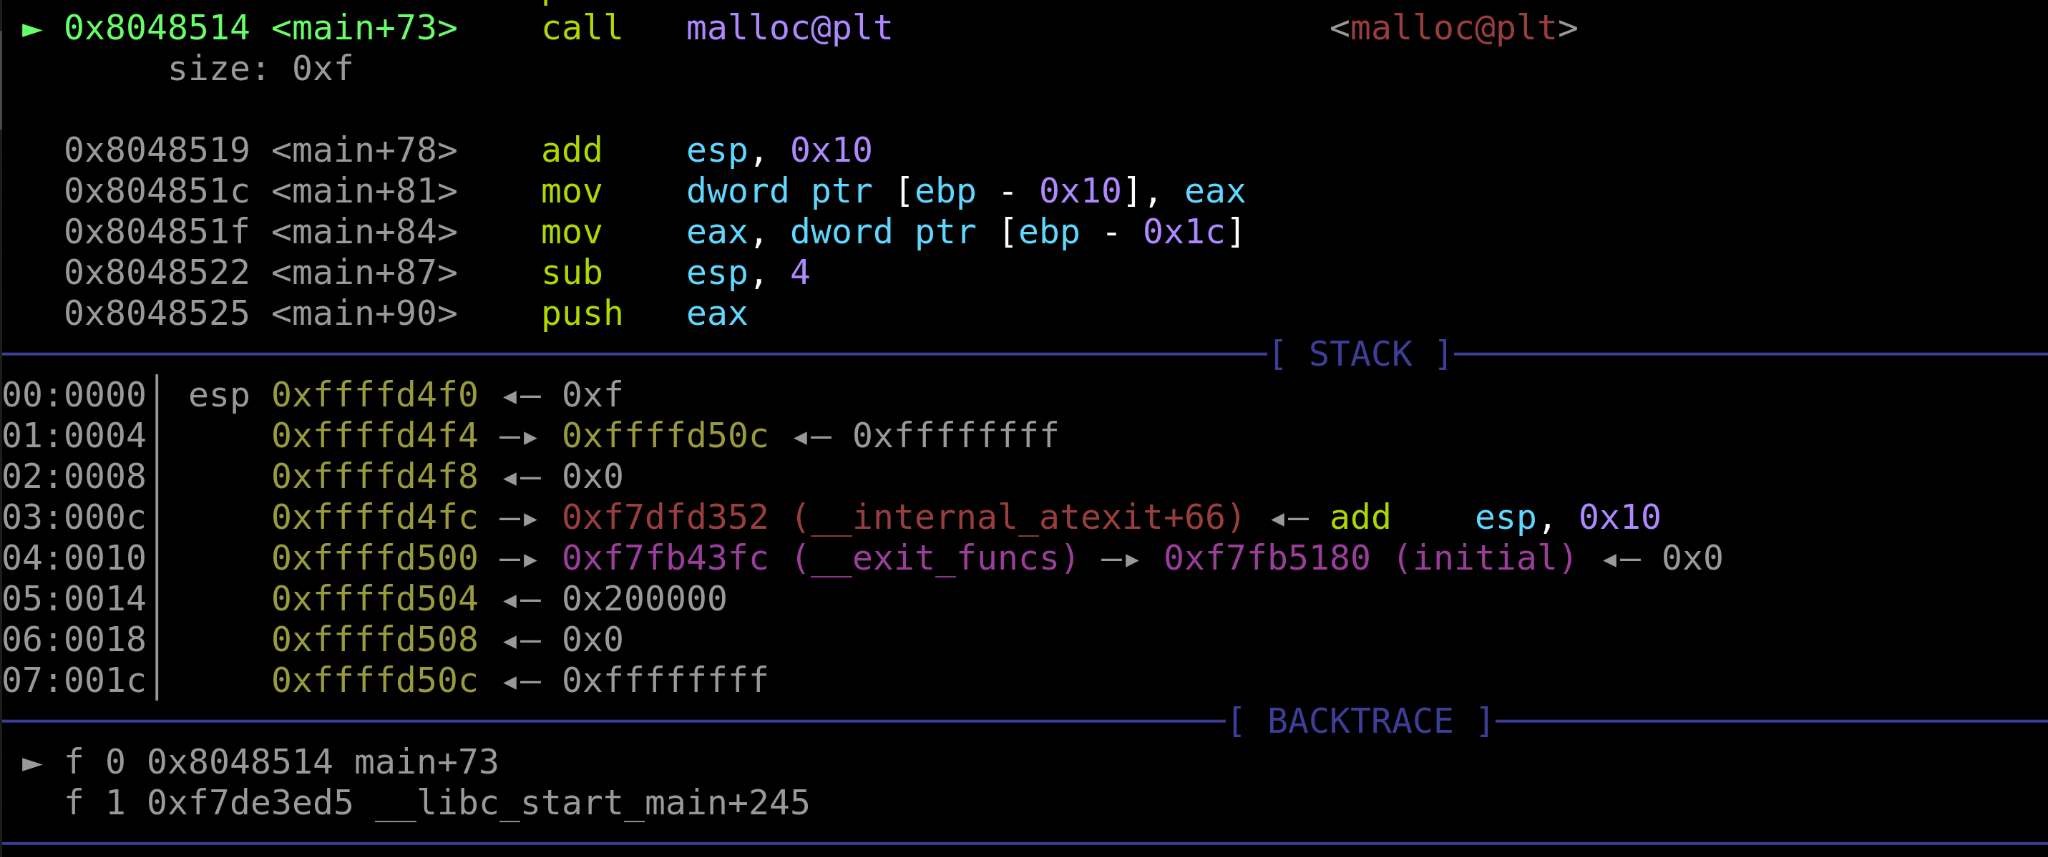 ► 0x8048514 <main+73>    call   malloc@plt                     <malloc@plt>
       size: 0xf
  0x8048519 <main+78>    add    esp, 0x10
  0x804851c <main+81>    mov    dword ptr [ebp - 0x10], eax
  0x804851f <main+84>    mov    eax, dword ptr [ebp - 0x1c]
  0x8048522 <main+87>    sub    esp, 4
  0x8048525 <main+90>    push   eax
[ STACK ]
00:0000│ esp 0xffffd4f0 ◂— 0xf
01:0004│     0xffffd4f4 —▸ 0xffffd50c ◂— 0xffffffff
02:0008│     0xffffd4f8 ◂— 0x0
03:000c│     0xffffd4fc —▸ 0xf7dfd352 (__internal_atexit+66) ◂— add    esp, 0x10
04:0010│     0xffffd500 —▸ 0xf7fb43fc (__exit_funcs) —▸ 0xf7fb5180 (initial) ◂— 0x0
05:0014│     0xffffd504 ◂— 0x200000
06:0018│     0xffffd508 ◂— 0x0
07:001c│     0xffffd50c ◂— 0xffffffff
[ BACKTRACE ]
► f 0 0x8048514 main+73
  f 1 0xf7de3ed5 __libc_start_main+245